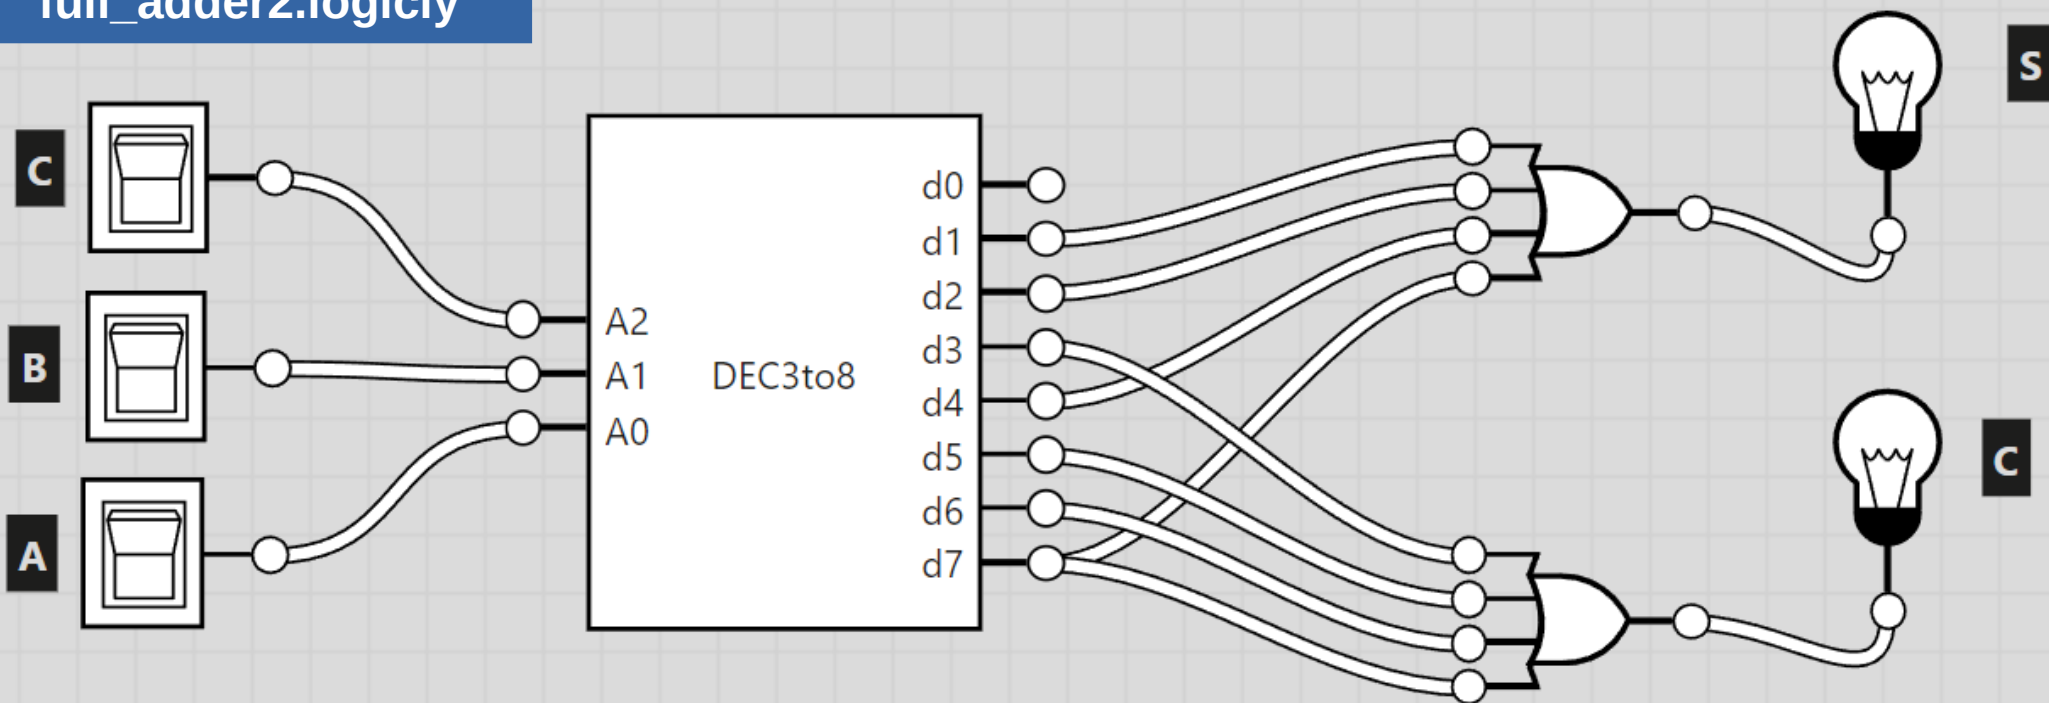 full_adder2.logicly
S
C
d0
d1
d2
A2
d3
B
A1
DEC3to8
d4
A0
d5
C
d6
A
d7